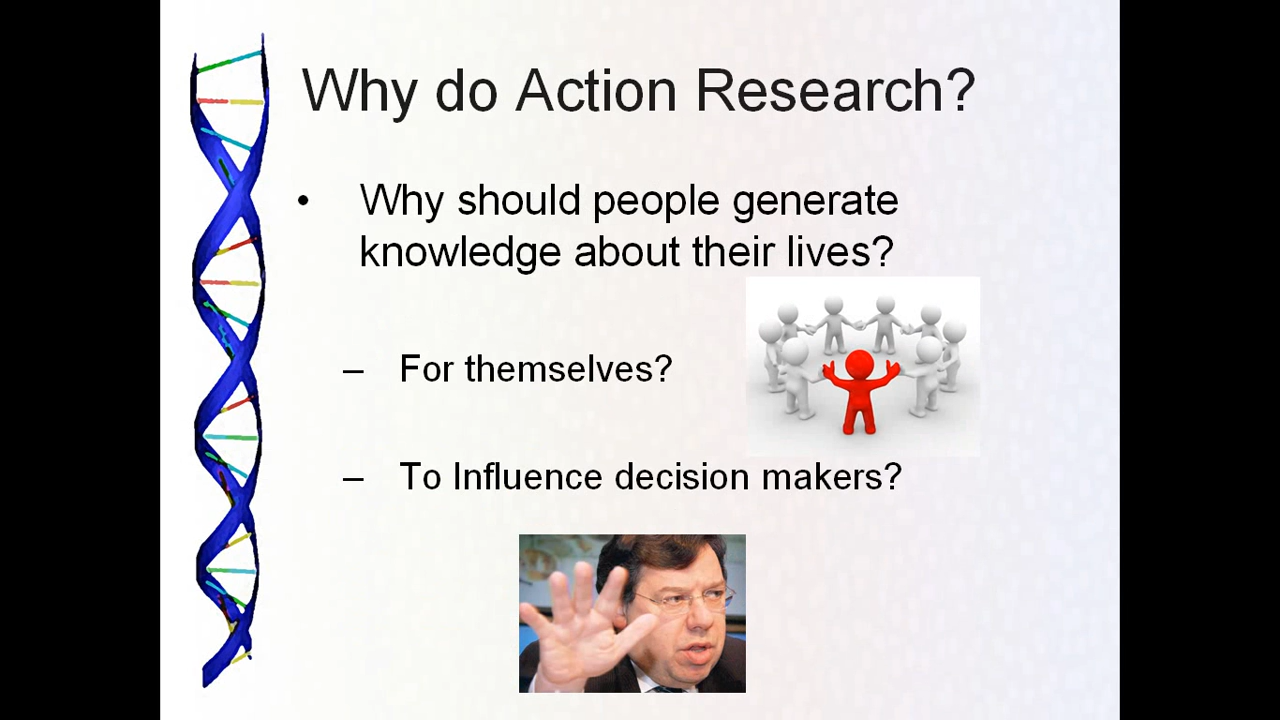 Why do Action Research?
• Why should people generate
knowledge about their lives?
– For themselves?
– To Influence decision makers?